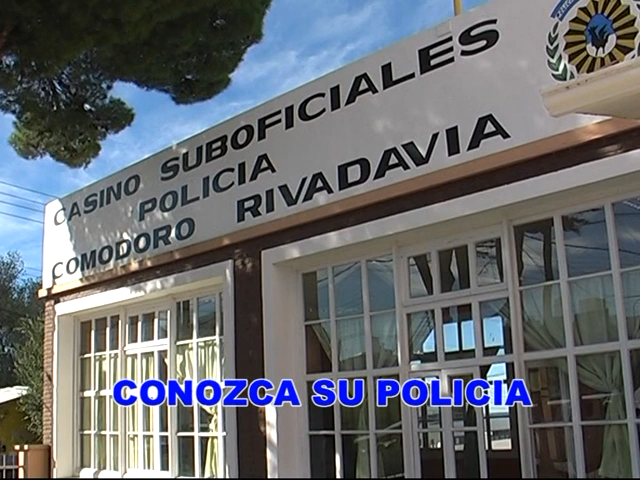 CASINO SUBOFICIALES
POLICIA
COMODORO RIVADAVIA
CONOZCA SU POLICIA